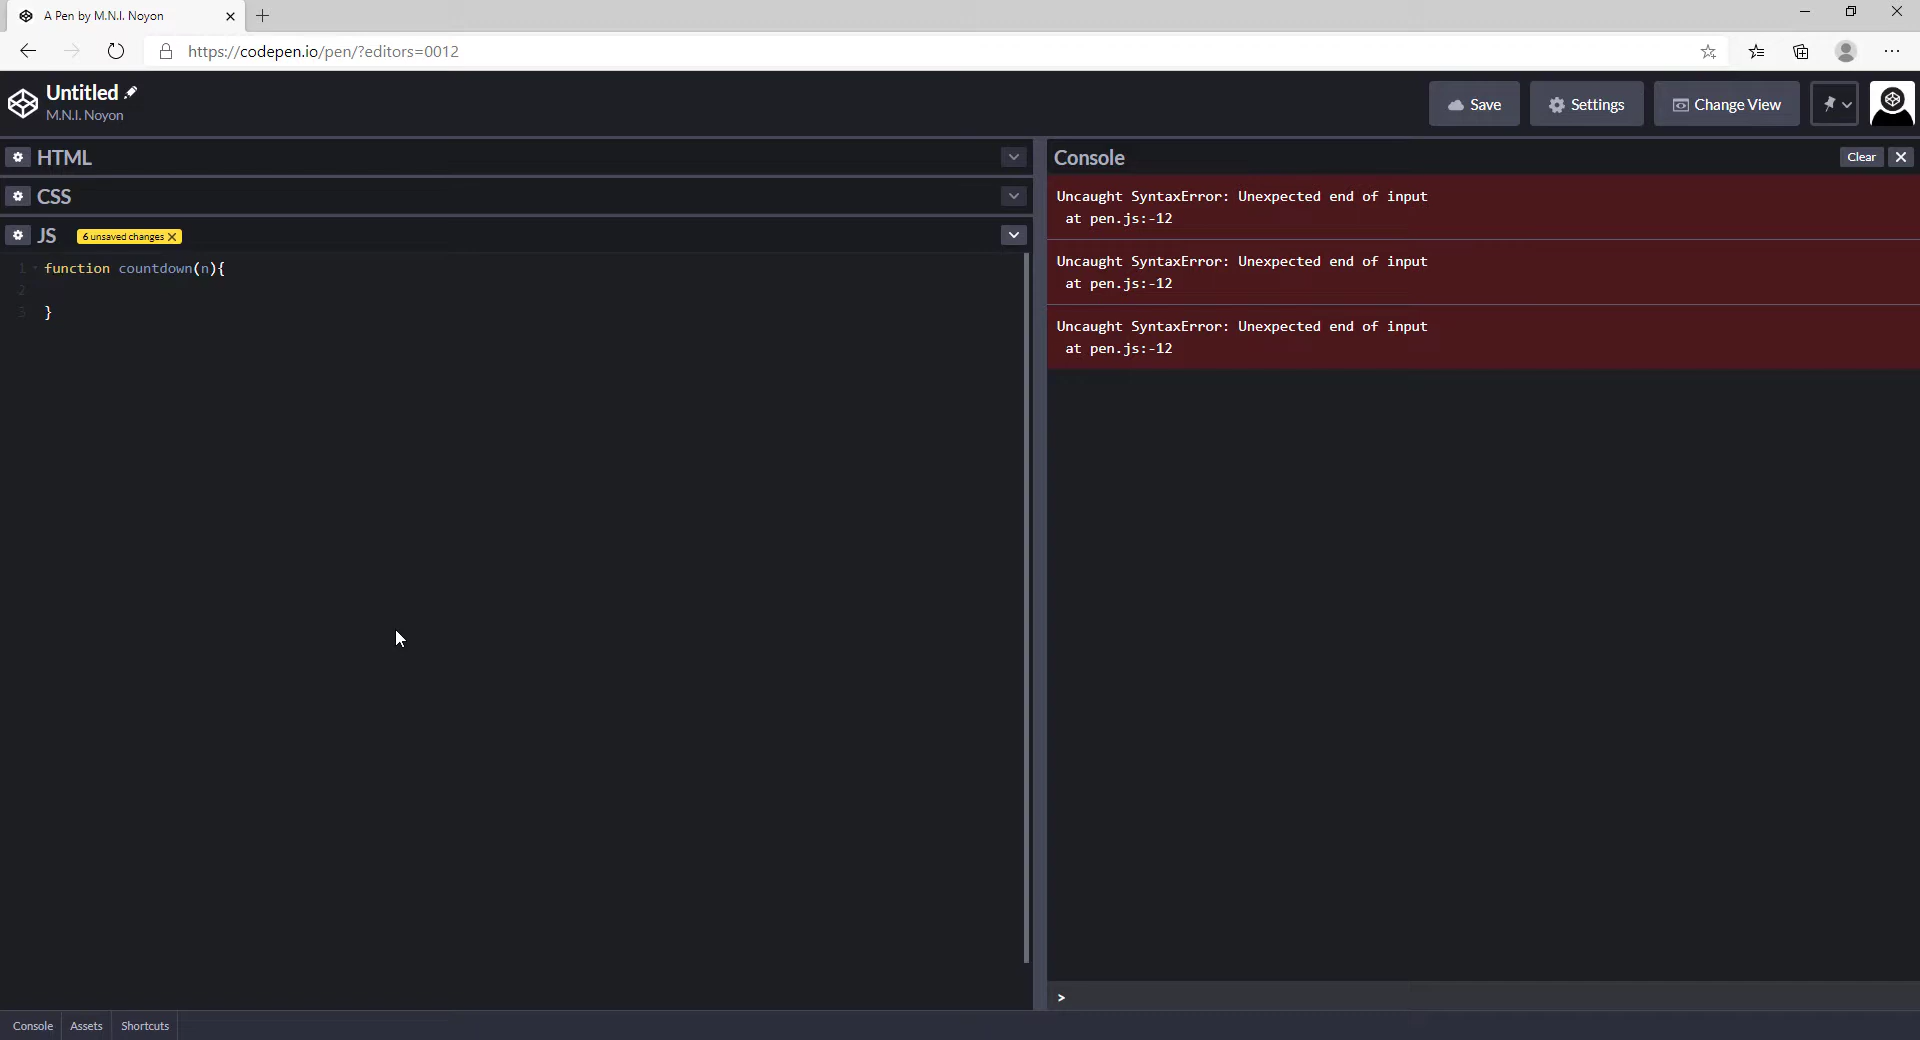 A Pen by M.N.I. Noyon
https://codepen.io/pen/?editors=0012
Untitled
M.N.I. Noyon
Save
Settings
Change View
HTML
CSS
JS
6 unsaved changes
1 function countdown(n){
2
3 }
Console
Clear
Uncaught SyntaxError: Unexpected end of input
at pen.js:-12
Uncaught SyntaxError: Unexpected end of input
at pen.js:-12
Uncaught SyntaxError: Unexpected end of input
at pen.js:-12
>
Console
Assets
Shortcuts